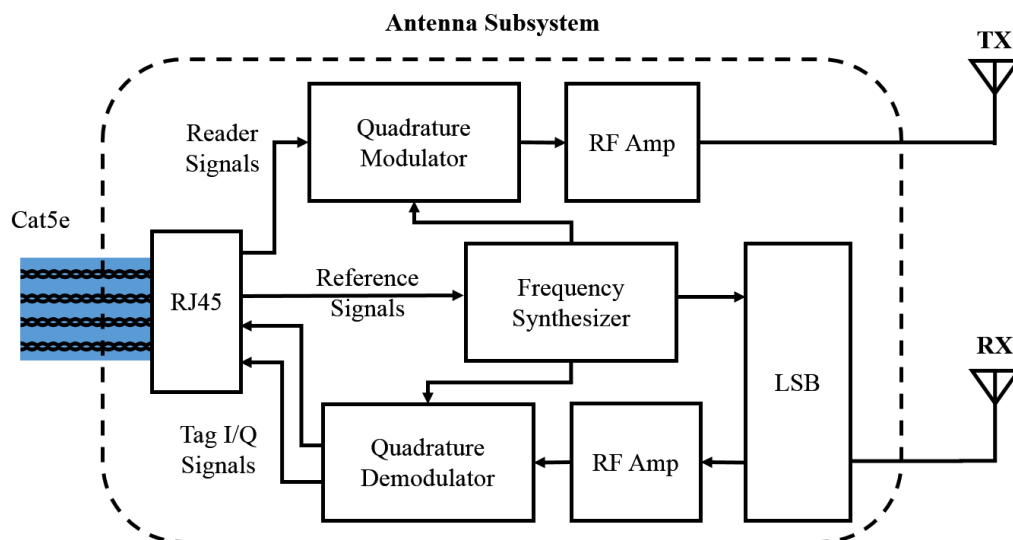 Antenna Subsystem
TX
Reader
Signals
Quadrature
Modulator
RF Amp
Cat5e
RJ45
Reference
Signals
Frequency
Synthesizer
LSB
RX
Tag I/Q
Signals
Quadrature
Demodulator
RF Amp